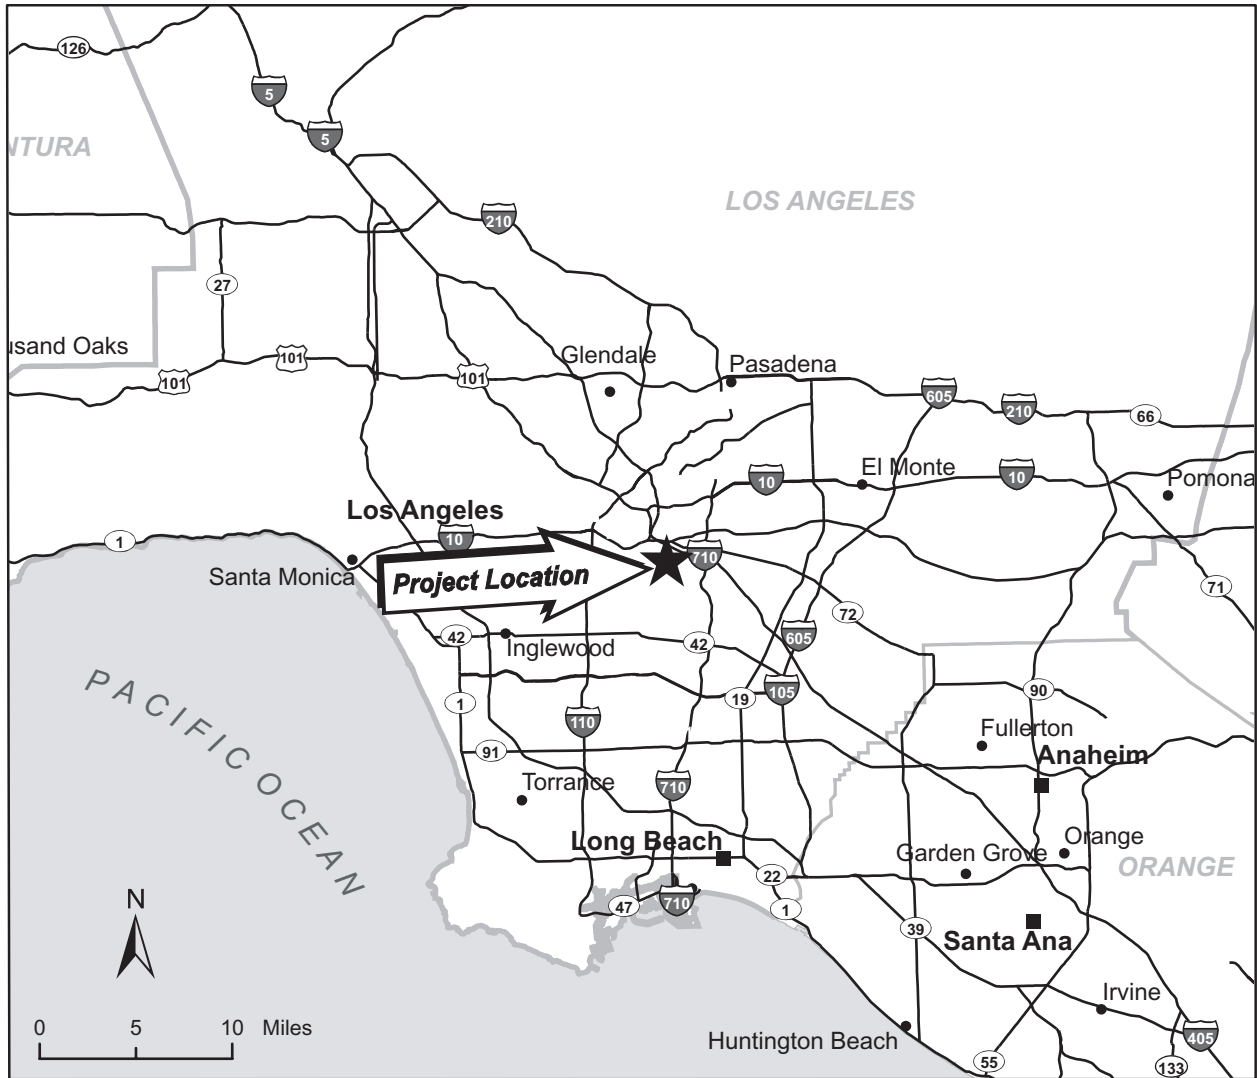 126
5
5
NTURA
LOS ANGELES
210
27
usand Oaks
101
101
101
Glendale
Pasadena
605
210
66
El Monte
10
10
Pomona
Los Angeles
1
10
Santa Monica
Project Location
710
71
72
42
Inglewood
42
605
1
19
105
90
110
91
Fullerton
Anaheim
PACIFIC OCEAN
Torrance
710
Long Beach
Garden Grove
Orange
ORANGE
22
47
710
1
39
Santa Ana
N
Irvine
0 5 10 Miles
Huntington Beach
405
55
133